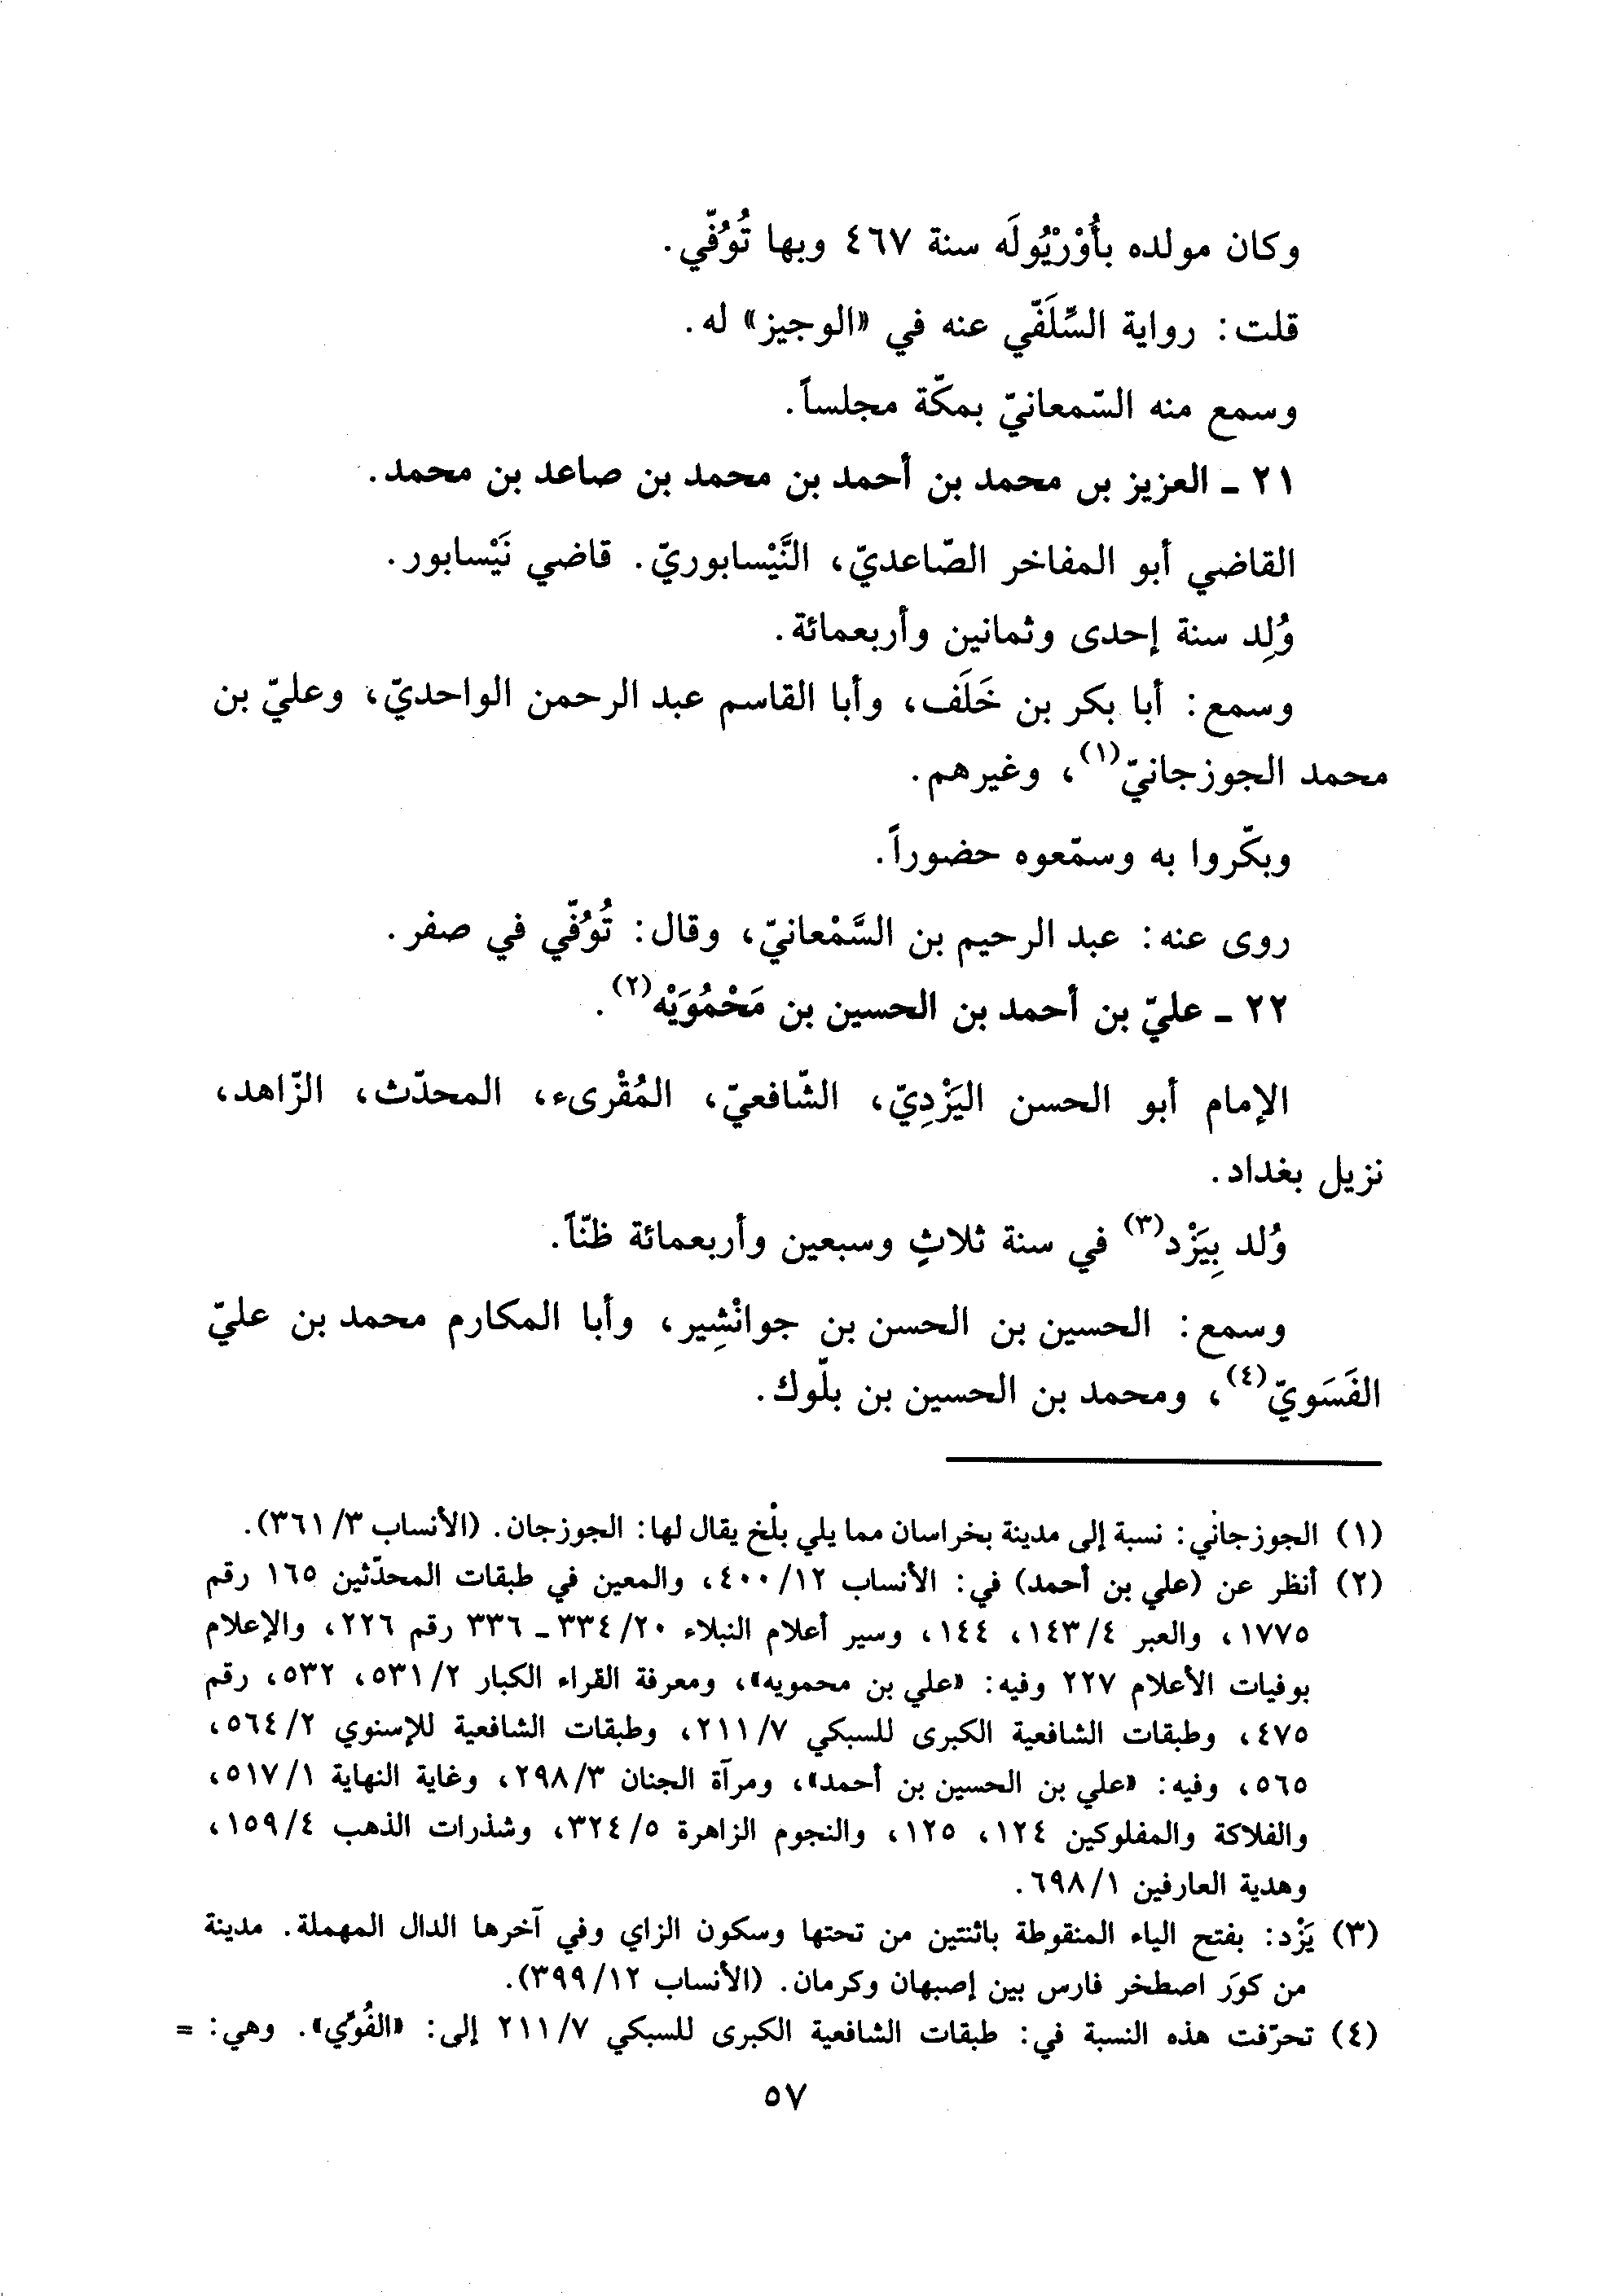 وكان مولده بأُوْرْيُولَه سنة ٤٦٧ وبها تُوُفّي.
قلت: رواية السِّلَفّي عنه في «الوجيز» له.
وسمع منه السّمعانيّ بمكّة مجلساً.
٢١ ـ العزيز بن محمد بن أحمد بن محمد بن صاعد بن محمد.
القاضي أبو المفاخر الصّاعديّ، النَّيْسابوريّ. قاضي نَيْسابور.
وُلِد سنة إحدى وثمانين وأربعمائة.
وسمع: أبا بكر بن خَلَف، وأبا القاسم عبد الرحمن الواحديّ، وعليّ بن
محمد الجوزجانيّ(١)، وغيرهم.
وبكّروا به وسمّعوه حضوراً.
روى عنه: عبد الرحيم بن السَّمْعانيّ، وقال: تُوُفّي في صفر.
٢٢ ـ عليّ بن أحمد بن الحسين بن مَحْمُوَيْه(٢).
الإمام أبو الحسن اليَزْدِيّ، الشّافعيّ، المُقْرىء، المحدّث، الزّاهد،
نزيل بغداد.
وُلد بِيَزْد(٣) في سنة ثلاثٍ وسبعين وأربعمائة ظنّاً.
وسمع: الحسين بن الحسن بن جوانْشِير، وأبا المكارم محمد بن عليّ
الفَسَويّ(٤)، ومحمد بن الحسين بن بلّوك.
(١) الجوزجاني: نسبة إلى مدينة بخراسان مما يلي بلْخ يقال لها: الجوزجان. (الأنساب ٣/٣٦١).
(٢) أنظر عن (علي بن أحمد) في: الأنساب ١٢/٤٠٠، والمعين في طبقات المحدّثين ١٦٥ رقم
١٧٧٥، والعبر ٤/١٤٣، ١٤٤، وسير أعلام النبلاء ٢٠/٣٣٤ ـ ٣٣٦ رقم ٢٢٦، والإعلام
بوفيات الأعلام ٢٢٧ وفيه: «علي بن محمويه»، ومعرفة القراء الكبار ٢/٥٣١، ٥٣٢، رقم
٤٧٥، وطبقات الشافعية الكبرى للسبكي ٧/٢١١، وطبقات الشافعية للإسنوي ٢/٥٦٤،
٥٦٥، وفيه: «علي بن الحسين بن أحمد»، ومرآة الجنان ٣/٢٩٨، وغاية النهاية ١/٥١٧،
والفلاكة والمفلوكين ١٢٤، ١٢٥، والنجوم الزاهرة ٥/٣٢٤، وشذرات الذهب ٤/١٥٩،
وهدية العارفين ١/٦٩٨.
(٣) يَزْد: بفتح الياء المنقوطة باثنتين من تحتها وسكون الزاي وفي آخرها الدال المهملة. مدينة
من كوَر اصطخر فارس بين إصبهان وكرمان. (الأنساب ١٢/٣٩٩).
(٤) تحرّفت هذه النسبة في: طبقات الشافعية الكبرى للسبكي ٧/٢١١ إلى: «الفُوّي». وهي: =
٥٧